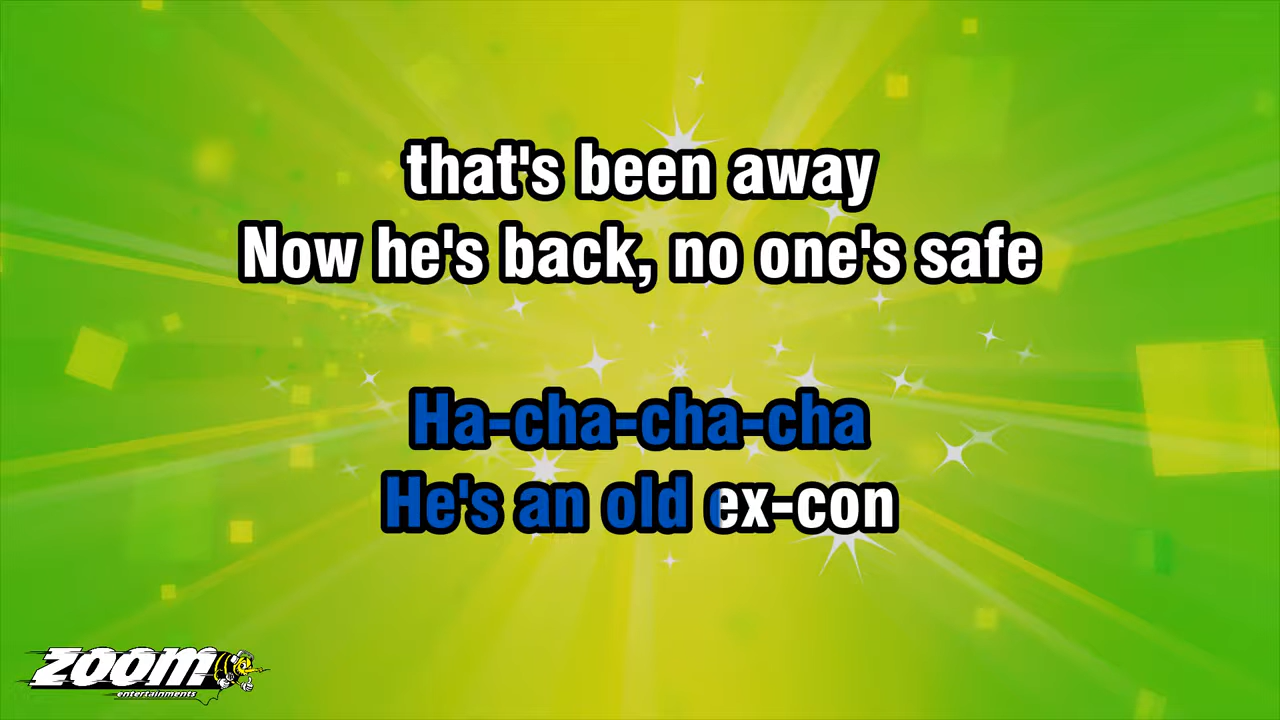 that's been away
Now he's back, no one's safe
Ha-cha-cha-cha
He's an old ex-con
ZOOM
entertainments